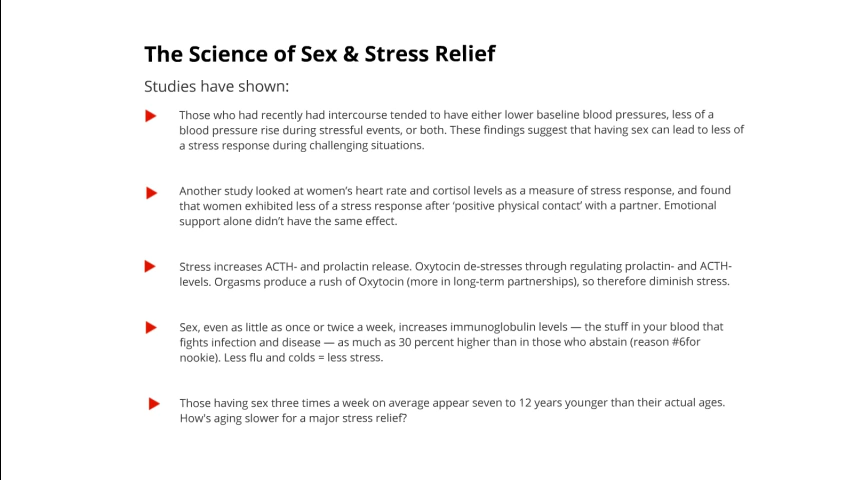 The Science of Sex & Stress Relief
Studies have shown:
Those who had recently had intercourse tended to have either lower baseline blood pressures, less of a
blood pressure rise during stressful events, or both. These findings suggest that having sex can lead to less of
a stress response during challenging situations.
Another study looked at women’s heart rate and cortisol levels as a measure of stress response, and found
that women exhibited less of a stress response after ‘positive physical contact’ with a partner. Emotional
support alone didn’t have the same effect.
Stress increases ACTH- and prolactin release. Oxytocin de-stresses through regulating prolactin- and ACTH-
levels. Orgasms produce a rush of Oxytocin (more in long-term partnerships), so therefore diminish stress.
Sex, even as little as once or twice a week, increases immunoglobulin levels — the stuff in your blood that
fights infection and disease — as much as 30 percent higher than in those who abstain (reason #6for
nookie). Less flu and colds = less stress.
Those having sex three times a week on average appear seven to 12 years younger than their actual ages.
How's aging slower for a major stress relief?